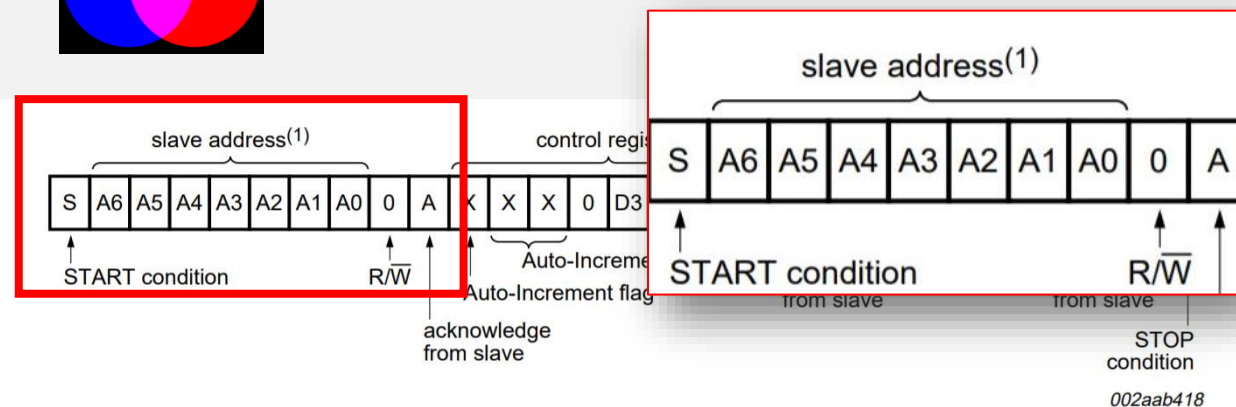 slave address(1)
control regis
S A6 A5 A4 A3 A2 A1 A0 0 A X X X 0 D3
START condition
R/W̅
Auto-Increme
Auto-Increment flag
acknowledge
from slave
slave address(1)
S A6 A5 A4 A3 A2 A1 A0 0 A
START condition
R/W̅
from slave
from slave
STOP
condition
002aab418